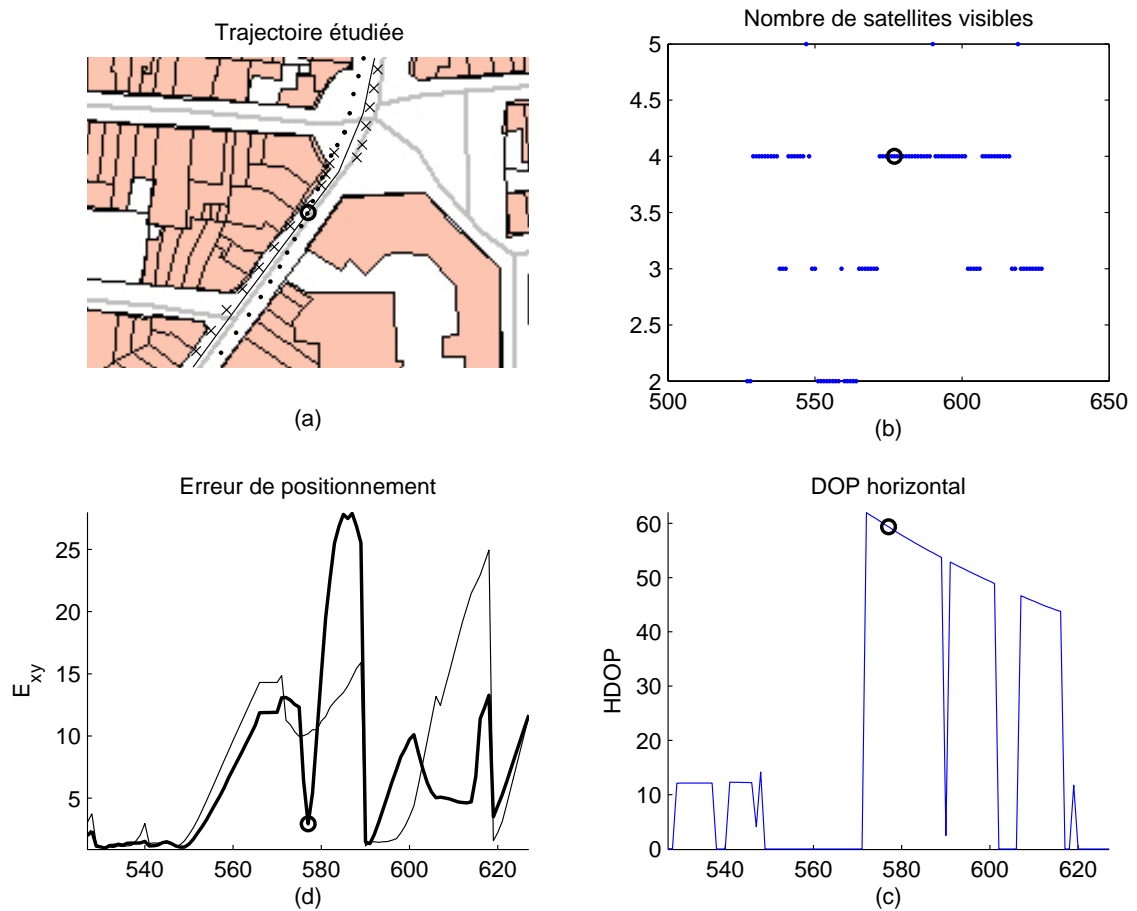 Trajectoire étudiée
(a)
Nombre de satellites visibles
5
4.5
4
3.5
3
2.5
2
500 550 600 650
(b)
Erreur de positionnement
E_xy
25
20
15
10
5
540 560 580 600 620
(d)
DOP horizontal
HDOP
60
50
40
30
20
10
0
540 560 580 600 620
(c)